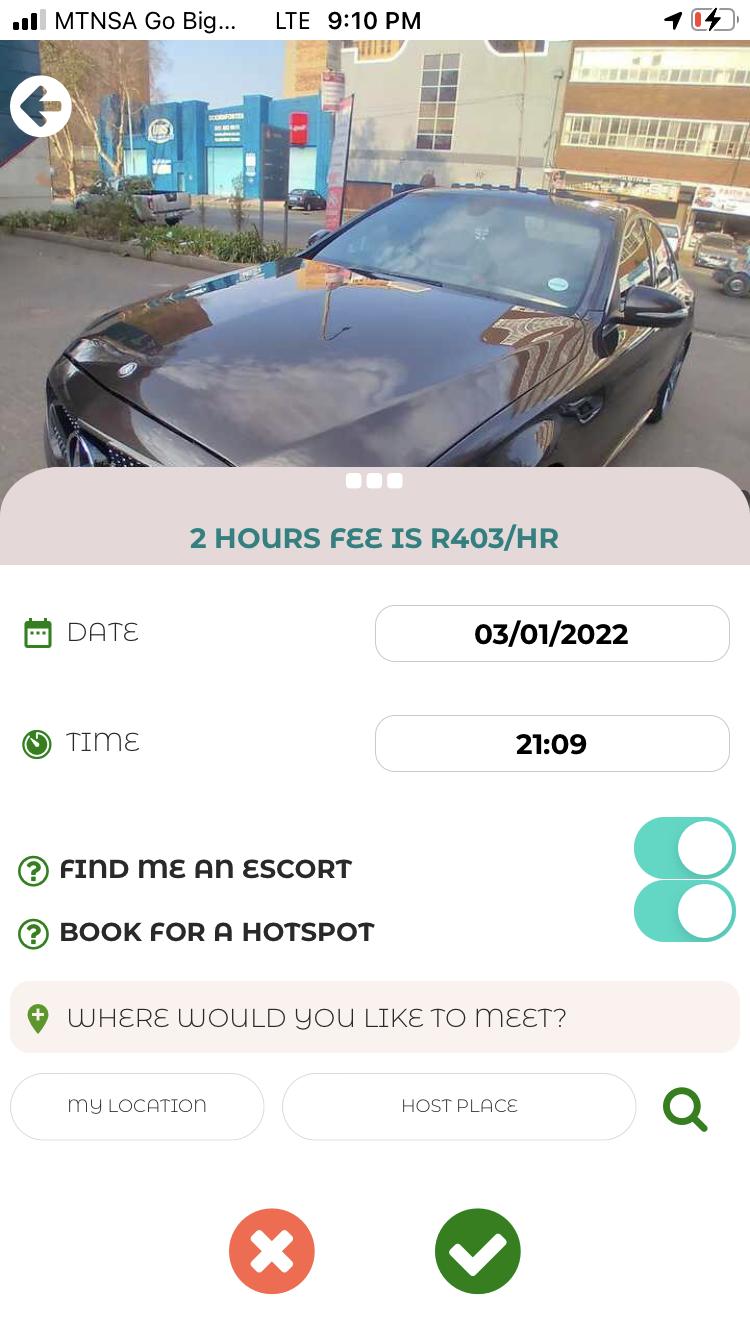 MTNSA Go Big... LTE 9:10 PM
2 HOURS FEE IS R403/HR
DATE 03/01/2022
TIME 21:09
FIND ME AN ESCORT
BOOK FOR A HOTSPOT
WHERE WOULD YOU LIKE TO MEET?
MY LOCATION HOST PLACE